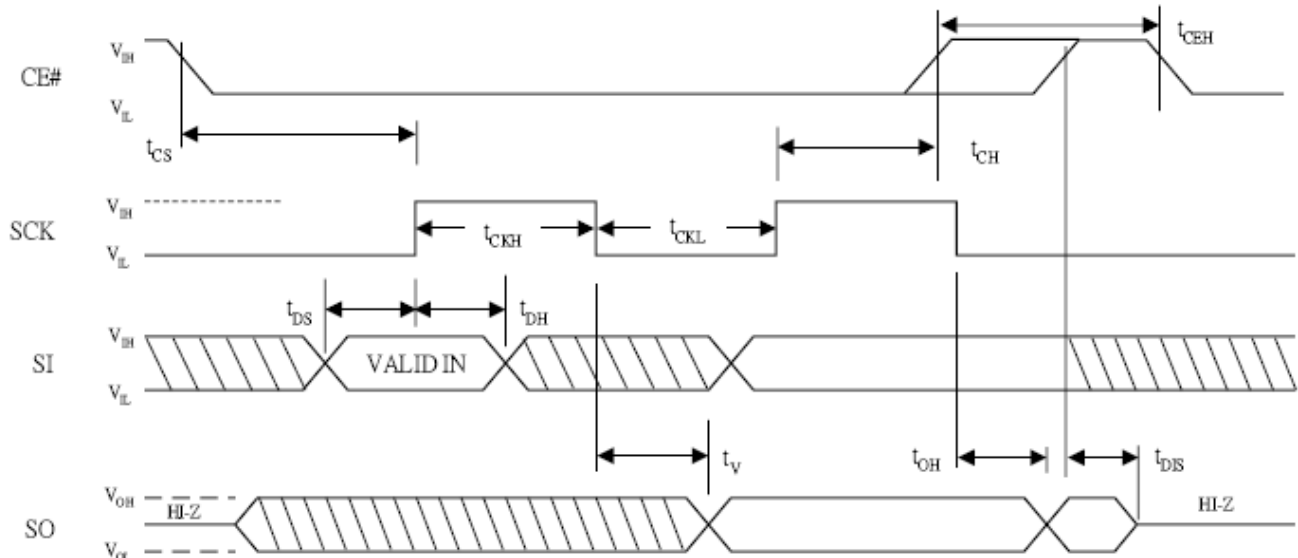 V_IH
CE#
V_IL
t_CEH
t_CS
t_CH
V_IH
SCK
V_IL
t_CKH
t_CKL
t_DS
t_DH
V_IH
SI
V_IL
VALID IN
t_V
t_OH
t_DIS
V_OH
HI-Z
HI-Z
SO
V_OL